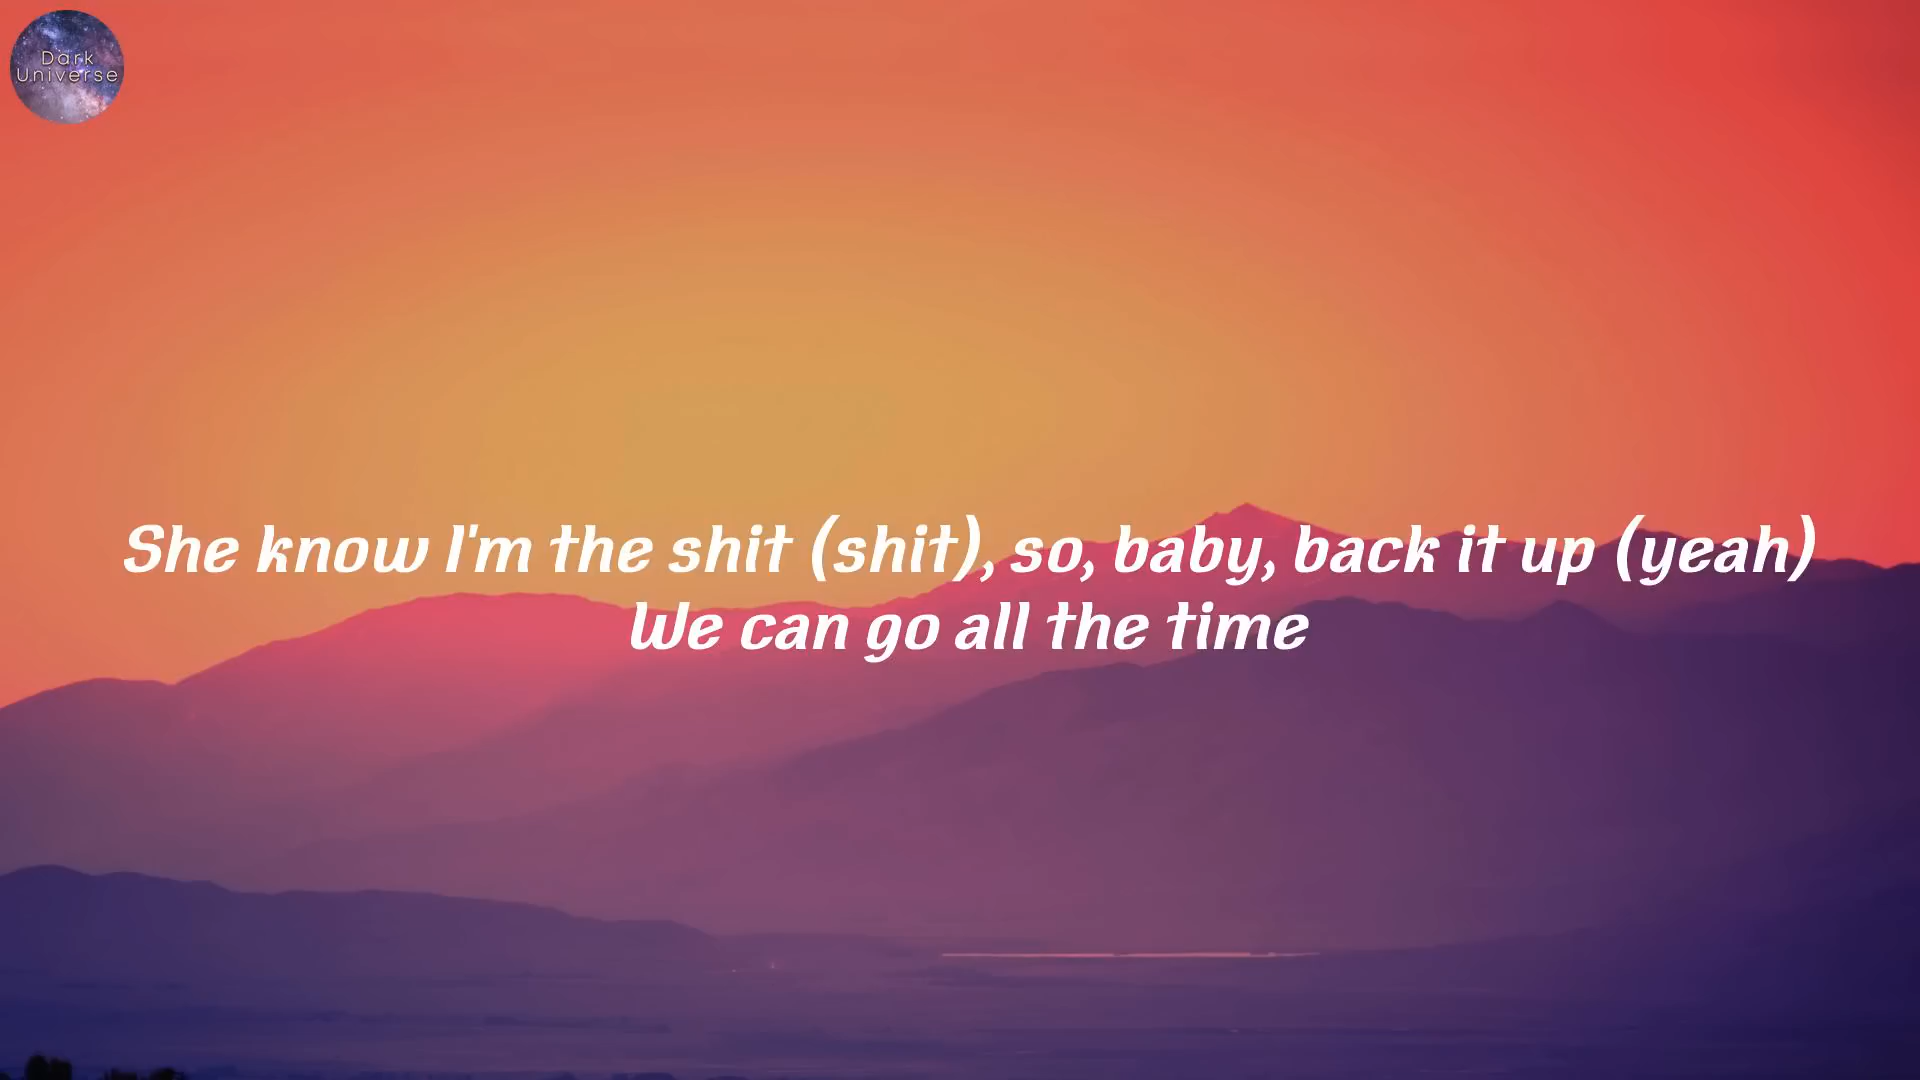 Dark
Universe
She know I'm the shit (shit), so, baby, back it up (yeah)
We can go all the time